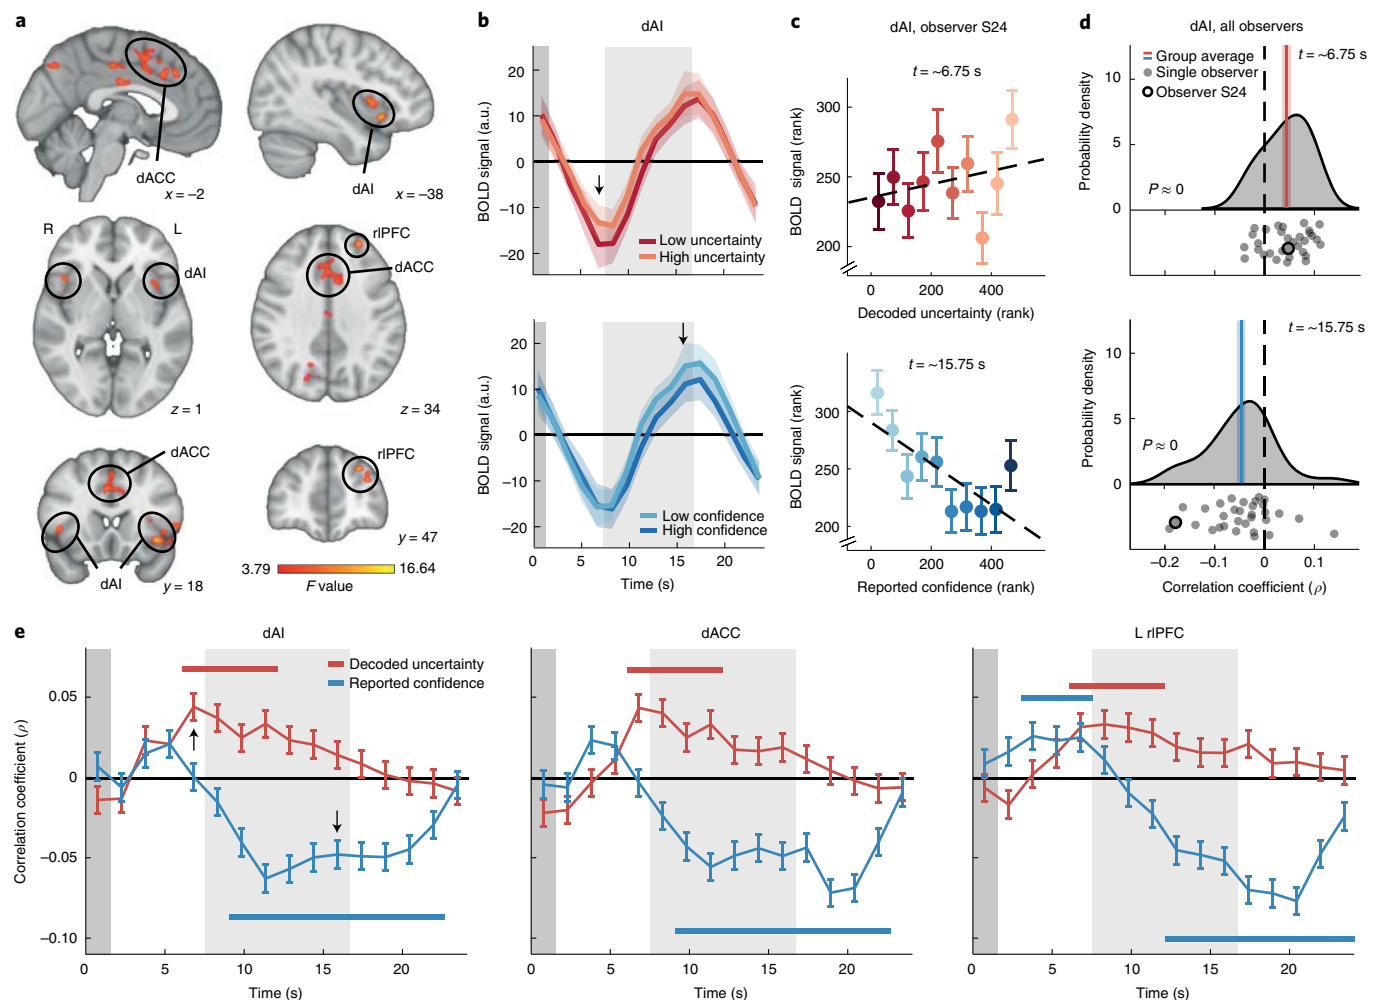 a
dACC
x = −2
dAI
x = −38
R
L
dAI
z = 1
rlPFC
dACC
z = 34
dACC
dAI
y = 18
rlPFC
y = 47
3.79
16.64
F value
b
dAI
BOLD signal (a.u.)
20
10
0
−10
−20
Low uncertainty
High uncertainty
BOLD signal (a.u.)
20
10
0
−10
−20
Low confidence
High confidence
0
10
20
Time (s)
c
dAI, observer S24
t = ~6.75 s
BOLD signal (rank)
300
250
200
0
200
400
Decoded uncertainty (rank)
t = ~15.75 s
BOLD signal (rank)
300
250
200
0
200
400
Reported confidence (rank)
d
dAI, all observers
Group average
Single observer
Observer S24
t = ~6.75 s
Probability density
10
5
0
P ≈ 0
t = ~15.75 s
Probability density
10
5
0
P ≈ 0
−0.2
−0.1
0
0.1
Correlation coefficient (ρ)
e
dAI
Decoded uncertainty
Reported confidence
Correlation coefficient (ρ)
0.05
0
−0.05
−0.10
0
5
10
15
20
Time (s)
dACC
0
5
10
15
20
Time (s)
L rlPFC
0
5
10
15
20
Time (s)